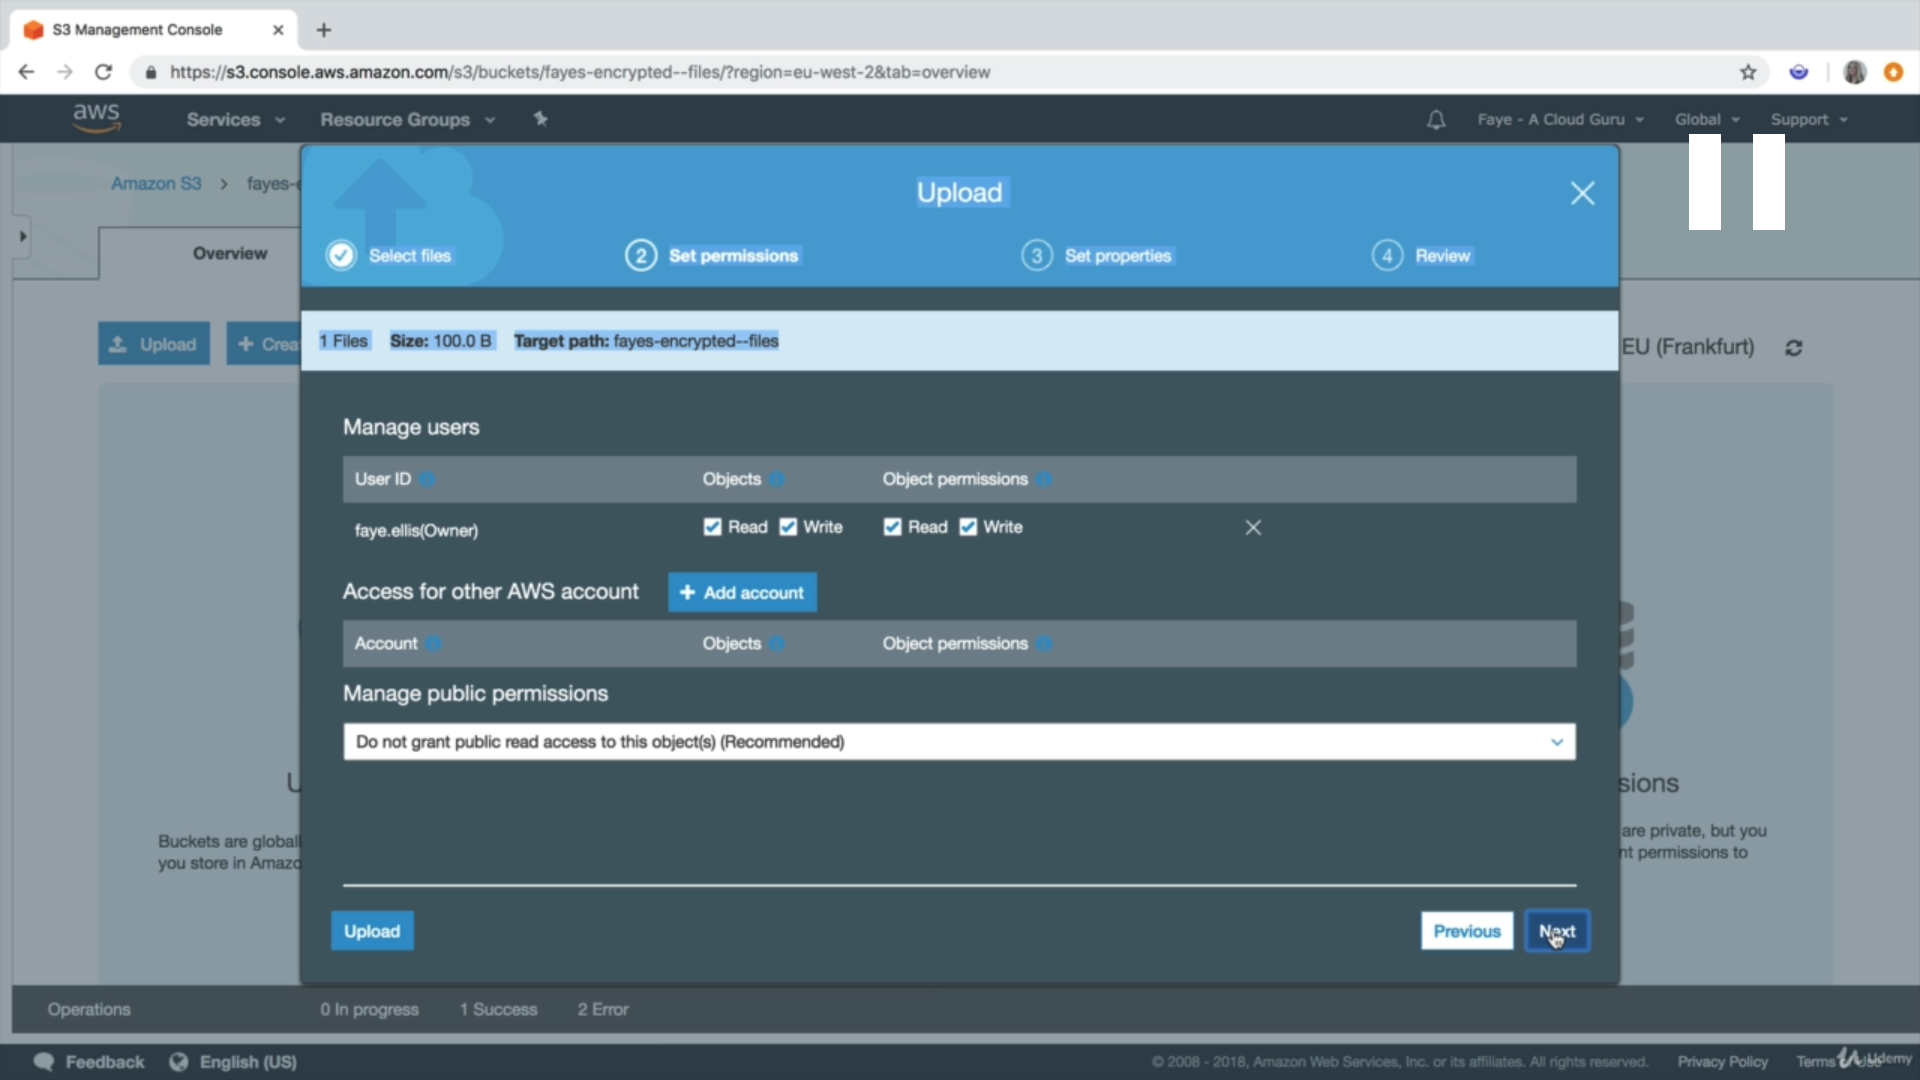 S3 Management Console
https://s3.console.aws.amazon.com/s3/buckets/fayes-encrypted--files/?region=eu-west-2&tab=overview
aws Services Resource Groups Faye - A Cloud Guru Global Support
Amazon S3 > fayes-e
Upload
Overview
Select files 2 Set permissions 3 Set properties 4 Review
Upload + Crea
1 Files Size: 100.0 B Target path: fayes-encrypted--files
EU (Frankfurt)
Manage users
User ID Objects Object permissions
faye.ellis(Owner) Read Write Read Write
Access for other AWS account + Add account
Account Objects Object permissions
Manage public permissions
Do not grant public read access to this object(s) (Recommended)
U
sions
Buckets are globall
you store in Amazo
are private, but you
nt permissions to
Upload Previous Next
Operations 0 In progress 1 Success 2 Error
Feedback English (US) © 2008 - 2018, Amazon Web Services, Inc. or its affiliates. All rights reserved. Privacy Policy Terms
Udemy